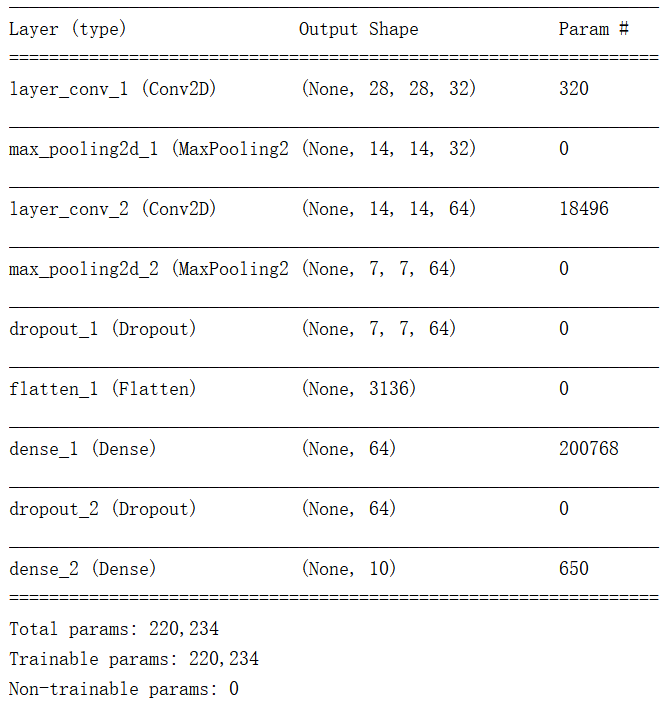 Layer (type) Output Shape Param #
layer_conv_1 (Conv2D) (None, 28, 28, 32) 320
max_pooling2d_1 (MaxPooling2 (None, 14, 14, 32) 0
layer_conv_2 (Conv2D) (None, 14, 14, 64) 18496
max_pooling2d_2 (MaxPooling2 (None, 7, 7, 64) 0
dropout_1 (Dropout) (None, 7, 7, 64) 0
flatten_1 (Flatten) (None, 3136) 0
dense_1 (Dense) (None, 64) 200768
dropout_2 (Dropout) (None, 64) 0
dense_2 (Dense) (None, 10) 650
Total params: 220,234
Trainable params: 220,234
Non-trainable params: 0